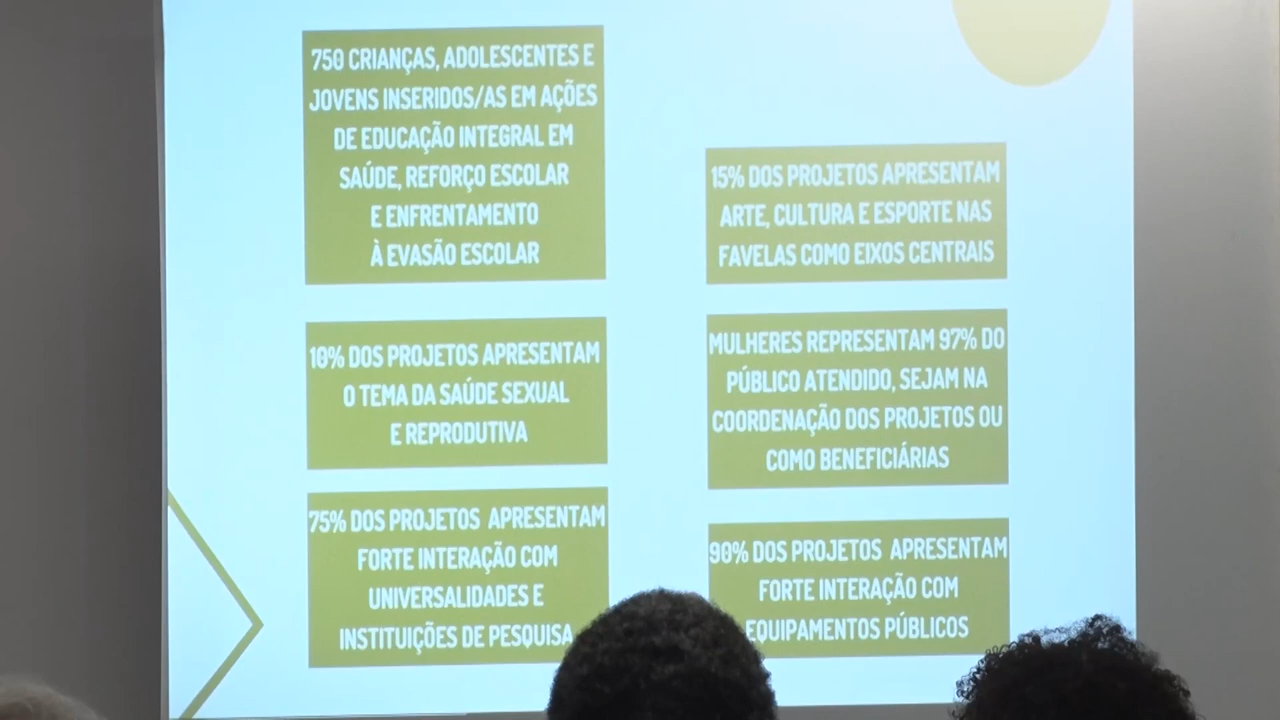 750 CRIANÇAS, ADOLESCENTES E
JOVENS INSERIDOS/AS EM AÇÕES
DE EDUCAÇÃO INTEGRAL EM
SAÚDE, REFORÇO ESCOLAR
E ENFRENTAMENTO
À EVASÃO ESCOLAR
10% DOS PROJETOS APRESENTAM
O TEMA DA SAÚDE SEXUAL
E REPRODUTIVA
75% DOS PROJETOS APRESENTAM
FORTE INTERAÇÃO COM
UNIVERSALIDADES E
INSTITUIÇÕES DE PESQUISA
15% DOS PROJETOS APRESENTAM
ARTE, CULTURA E ESPORTE NAS
FAVELAS COMO EIXOS CENTRAIS
MULHERES REPRESENTAM 97% DO
PÚBLICO ATENDIDO, SEJAM NA
COORDENAÇÃO DOS PROJETOS OU
COMO BENEFICIÁRIAS
90% DOS PROJETOS APRESENTAM
FORTE INTERAÇÃO COM
EQUIPAMENTOS PÚBLICOS